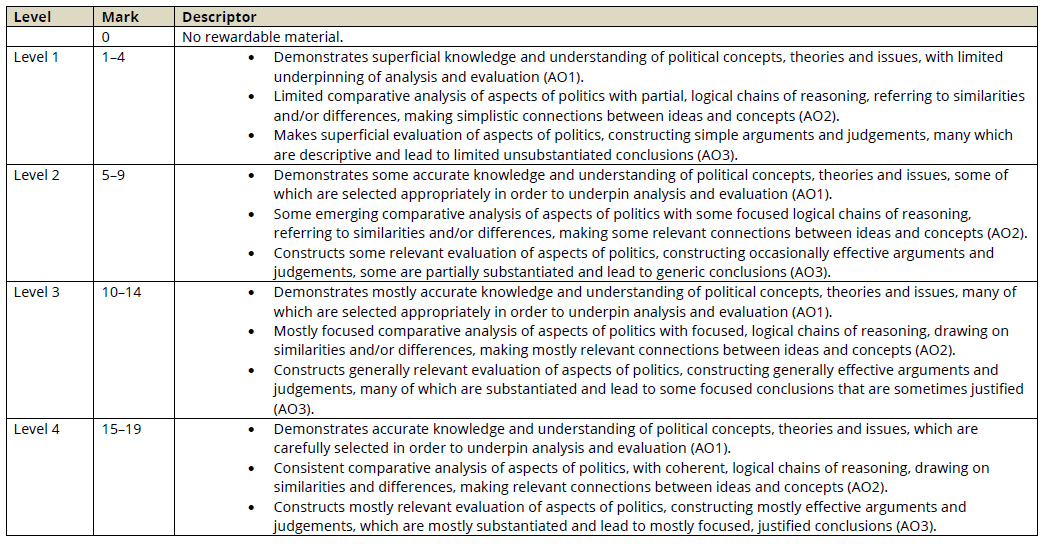 Level Mark Descriptor
0 No rewardable material.
Level 1 1–4 • Demonstrates superficial knowledge and understanding of political concepts, theories and issues, with limited
underpinning of analysis and evaluation (AO1).
• Limited comparative analysis of aspects of politics with partial, logical chains of reasoning, referring to similarities
and/or differences, making simplistic connections between ideas and concepts (AO2).
• Makes superficial evaluation of aspects of politics, constructing simple arguments and judgements, many which
are descriptive and lead to limited unsubstantiated conclusions (AO3).
Level 2 5–9 • Demonstrates some accurate knowledge and understanding of political concepts, theories and issues, some of
which are selected appropriately in order to underpin analysis and evaluation (AO1).
• Some emerging comparative analysis of aspects of politics with some focused logical chains of reasoning,
referring to similarities and/or differences, making some relevant connections between ideas and concepts (AO2).
• Constructs some relevant evaluation of aspects of politics, constructing occasionally effective arguments and
judgements, some are partially substantiated and lead to generic conclusions (AO3).
Level 3 10–14 • Demonstrates mostly accurate knowledge and understanding of political concepts, theories and issues, many of
which are selected appropriately in order to underpin analysis and evaluation (AO1).
• Mostly focused comparative analysis of aspects of politics with focused, logical chains of reasoning, drawing on
similarities and/or differences, making mostly relevant connections between ideas and concepts (AO2).
• Constructs generally relevant evaluation of aspects of politics, constructing generally effective arguments and
judgements, many of which are substantiated and lead to some focused conclusions that are sometimes justified
(AO3).
Level 4 15–19 • Demonstrates accurate knowledge and understanding of political concepts, theories and issues, which are
carefully selected in order to underpin analysis and evaluation (AO1).
• Consistent comparative analysis of aspects of politics, with coherent, logical chains of reasoning, drawing on
similarities and differences, making relevant connections between ideas and concepts (AO2).
• Constructs mostly relevant evaluation of aspects of politics, constructing mostly effective arguments and
judgements, which are mostly substantiated and lead to mostly focused, justified conclusions (AO3).